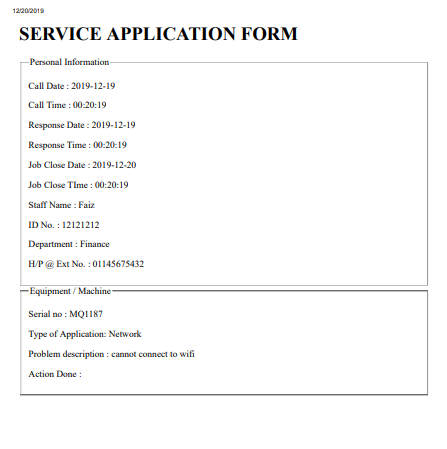 12/20/2019
SERVICE APPLICATION FORM
Personal Information
Call Date : 2019-12-19
Call Time : 00:20:19
Response Date : 2019-12-19
Response Time : 00:20:19
Job Close Date : 2019-12-20
Job Close TIme : 00:20:19
Staff Name : Faiz
ID No. : 12121212
Department : Finance
H/P @ Ext No. : 01145675432
Equipment / Machine
Serial no : MQ1187
Type of Application: Network
Problem description : cannot connect to wifi
Action Done :